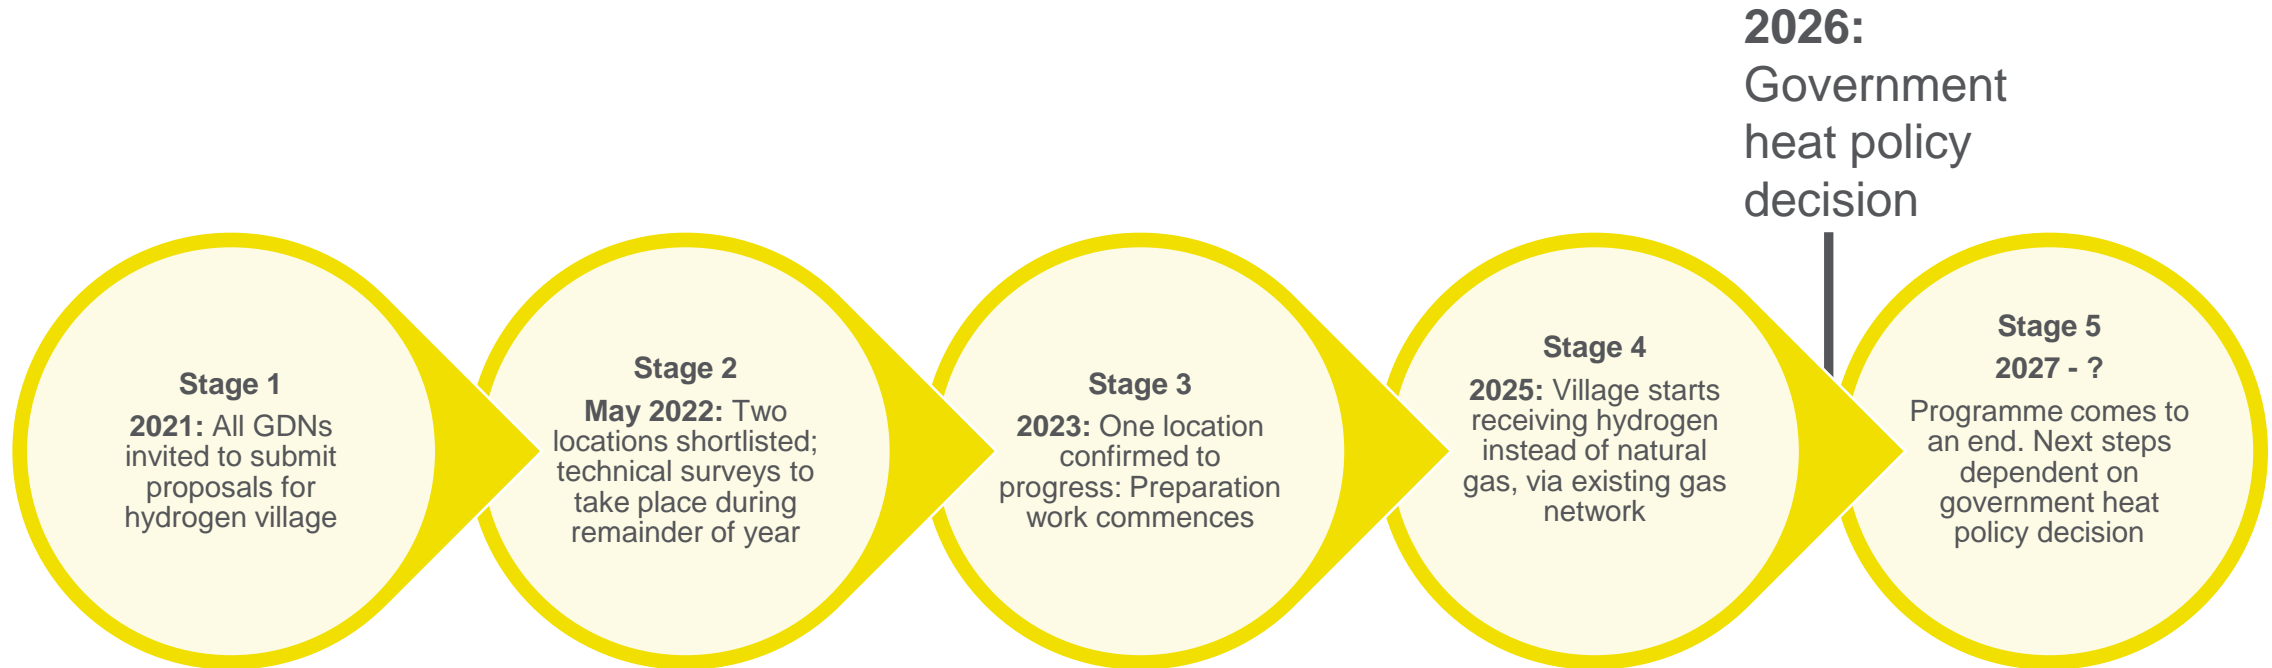 2026:
Government
heat policy
decision
Stage 1
2021: All GDNs
invited to submit
proposals for
hydrogen village
Stage 2
May 2022: Two
locations shortlisted;
technical surveys to
take place during
remainder of year
Stage 3
2023: One location
confirmed to
progress: Preparation
work commences
Stage 4
2025: Village starts
receiving hydrogen
instead of natural
gas, via existing gas
network
Stage 5
2027 - ?
Programme comes to
an end. Next steps
dependent on
government heat
policy decision